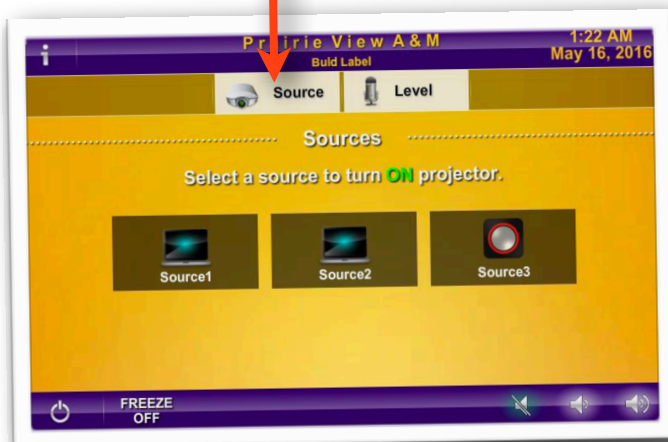 i
Prairie View A & M
Buld Label
1:22 AM
May 16, 2016
Source
Level
Sources
Select a source to turn ON projector.
Source1
Source2
Source3
FREEZE
OFF